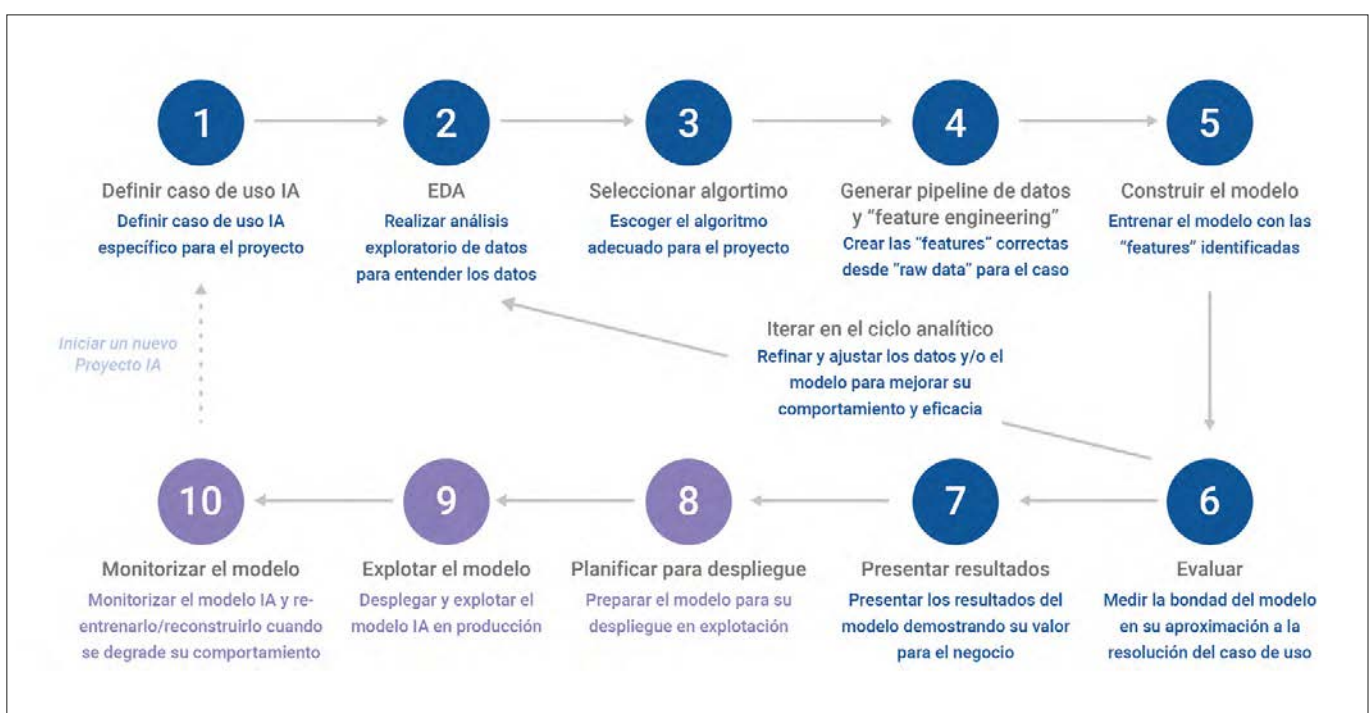 1
2
3
4
5
Definir caso de uso IA
Definir caso de uso IA
específico para el proyecto
EDA
Realizar análisis
exploratorio de datos
para entender los datos
Seleccionar algortimo
Escoger el algoritmo
adecuado para el proyecto
Generar pipeline de datos
y “feature engineering”
Crear las “features” correctas
desde “raw data” para el caso
Construir el modelo
Entrenar el modelo con las
“features” identificadas
Iniciar un nuevo
Proyecto IA
Iterar en el ciclo analítico
Refinar y ajustar los datos y/o el
modelo para mejorar su
comportamiento y eficacia
10
9
8
7
6
Monitorizar el modelo
Monitorizar el modelo IA y re-
entrenarlo/reconstruirlo cuando
se degrade su comportamiento
Explotar el modelo
Desplegar y explotar el
modelo IA en producción
Planificar para despliegue
Preparar el modelo para su
despliegue en explotación
Presentar resultados
Presentar los resultados del
modelo demostrando su valor
para el negocio
Evaluar
Medir la bondad del modelo
en su aproximación a la
resolución del caso de uso